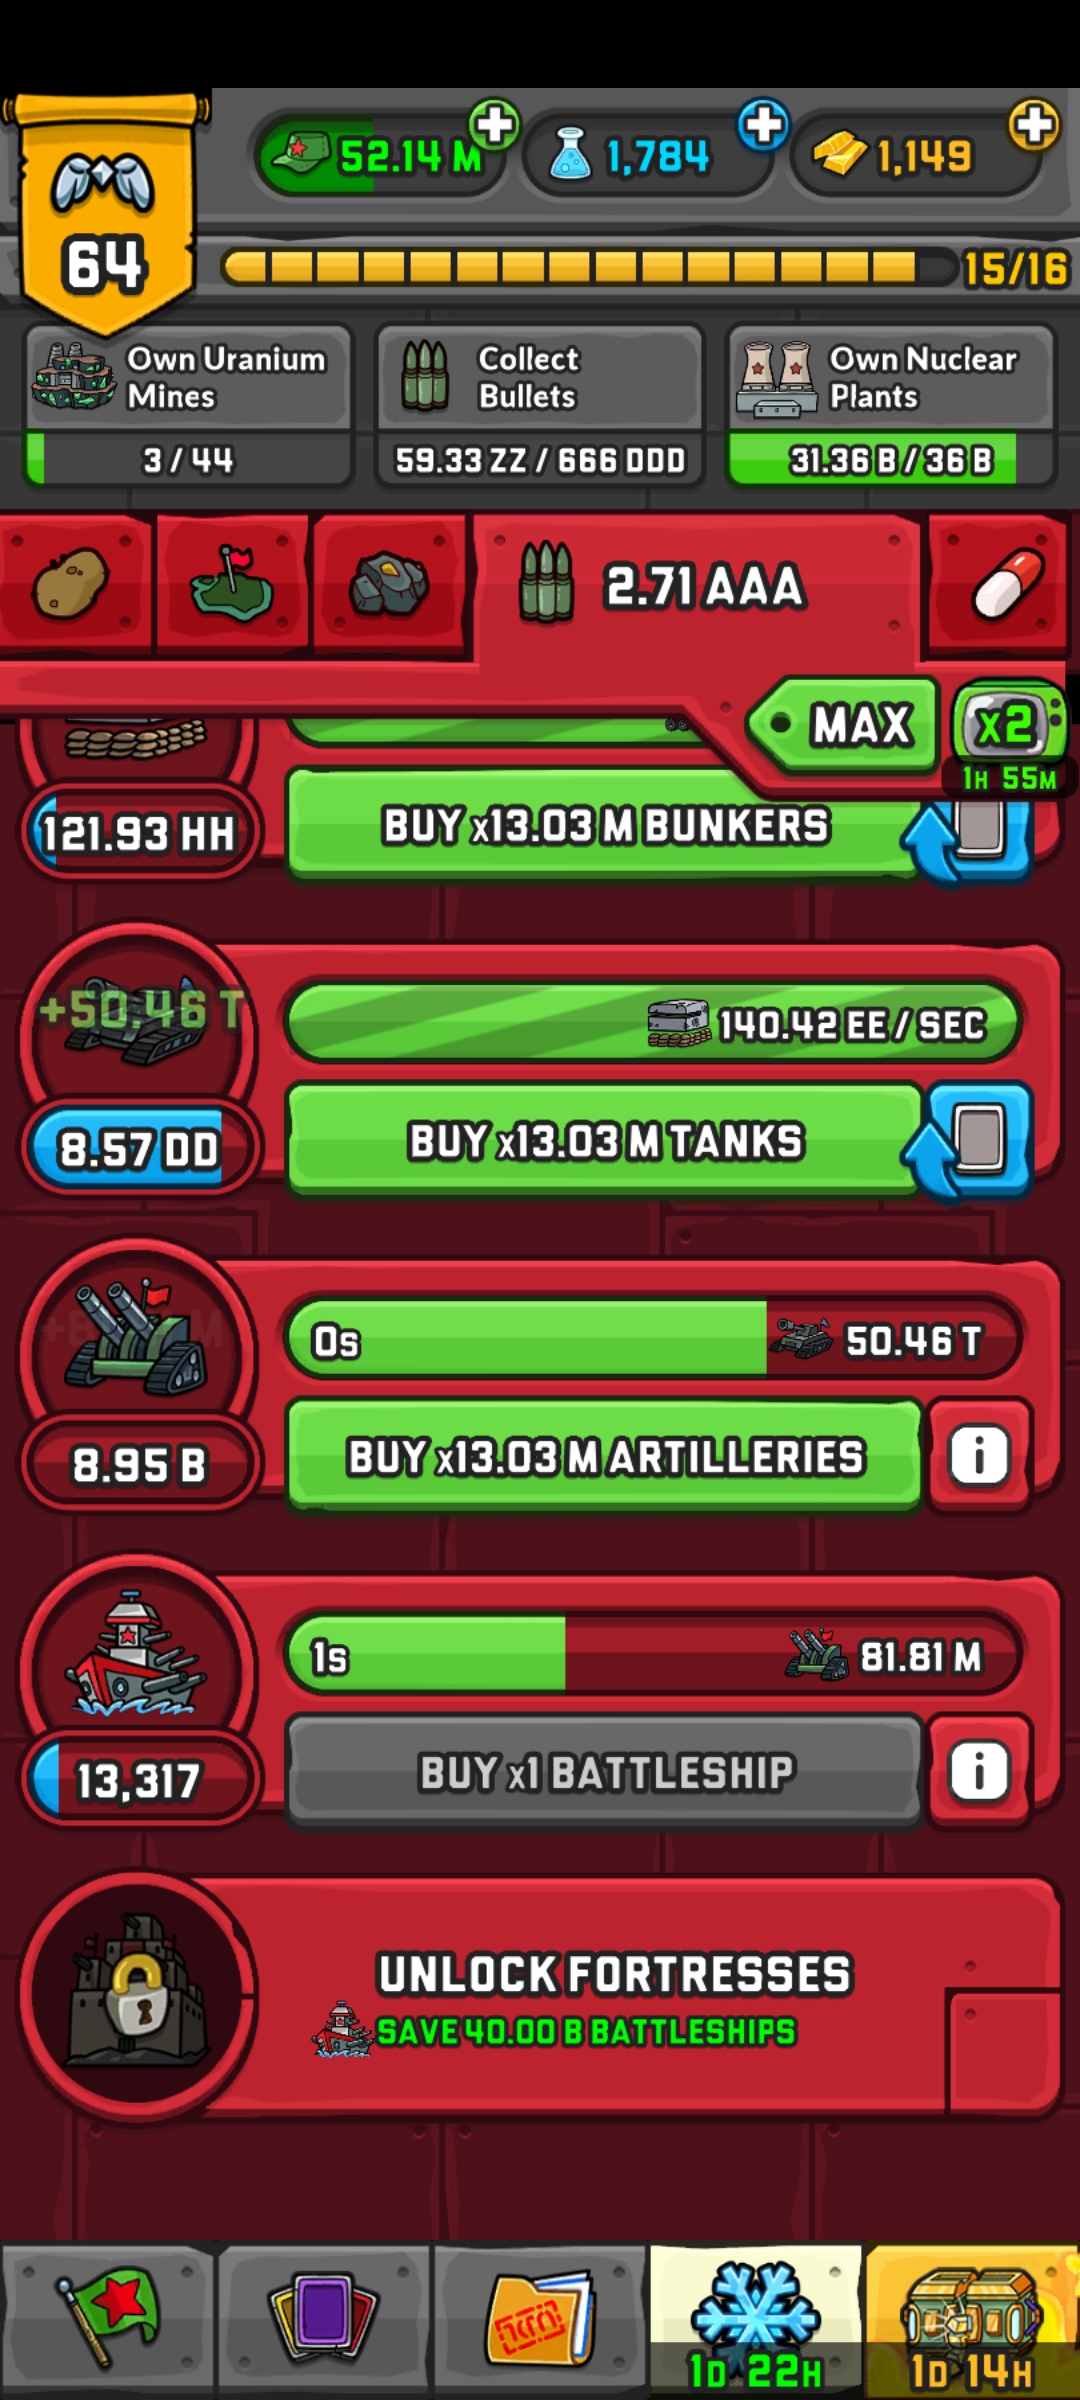 64
52.14 M
1,784
1,149
15/16
Own Uranium
Mines
3 / 44
Collect
Bullets
59.33 ZZ / 666 DDD
Own Nuclear
Plants
31.36 B / 36 B
2.71 AAA
MAX
X2
1H 55M
121.93 HH
BUY x13.03 M BUNKERS
+50.46 T
140.42 EE / SEC
8.57 DD
BUY x13.03 M TANKS
0s
50.46 T
8.95 B
BUY x13.03 M ARTILLERIES
i
1s
81.81 M
13,317
BUY x1 BATTLESHIP
i
UNLOCK FORTRESSES
SAVE 40.00 B BATTLESHIPS
1D 22H
1D 14H